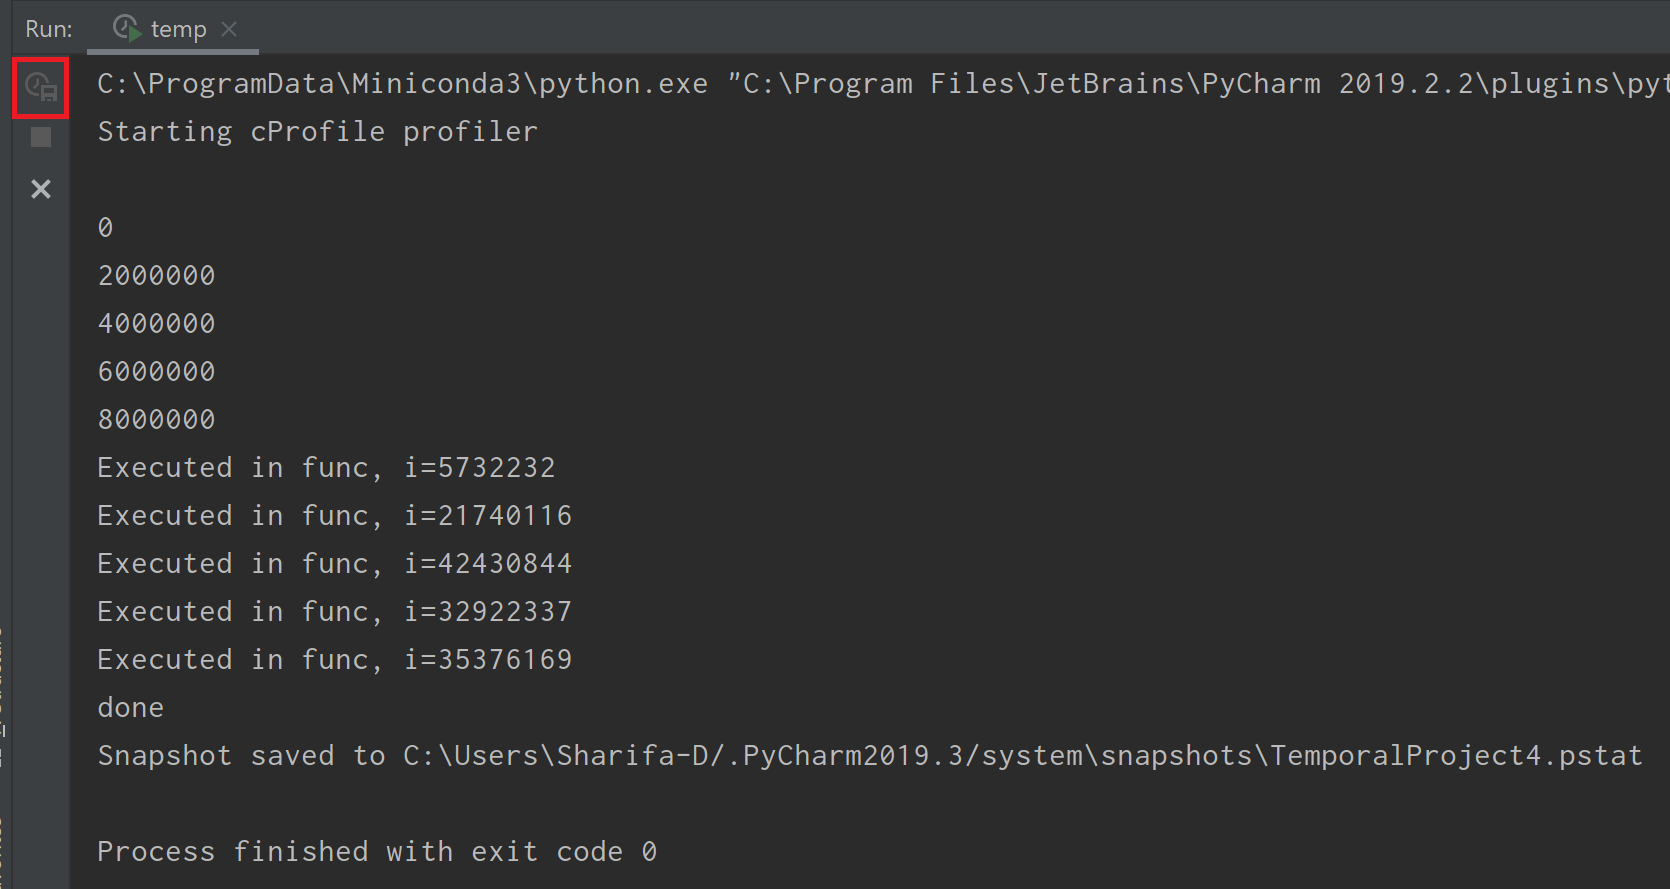 Run: temp
C:\ProgramData\Miniconda3\python.exe "C:\Program Files\JetBrains\PyCharm 2019.2.2\plugins\pyt
Starting cProfile profiler
0
2000000
4000000
6000000
8000000
Executed in func, i=5732232
Executed in func, i=21740116
Executed in func, i=42430844
Executed in func, i=32922337
Executed in func, i=35376169
done
Snapshot saved to C:\Users\Sharifa-D/.PyCharm2019.3/system\snapshots\TemporalProject4.pstat
Process finished with exit code 0